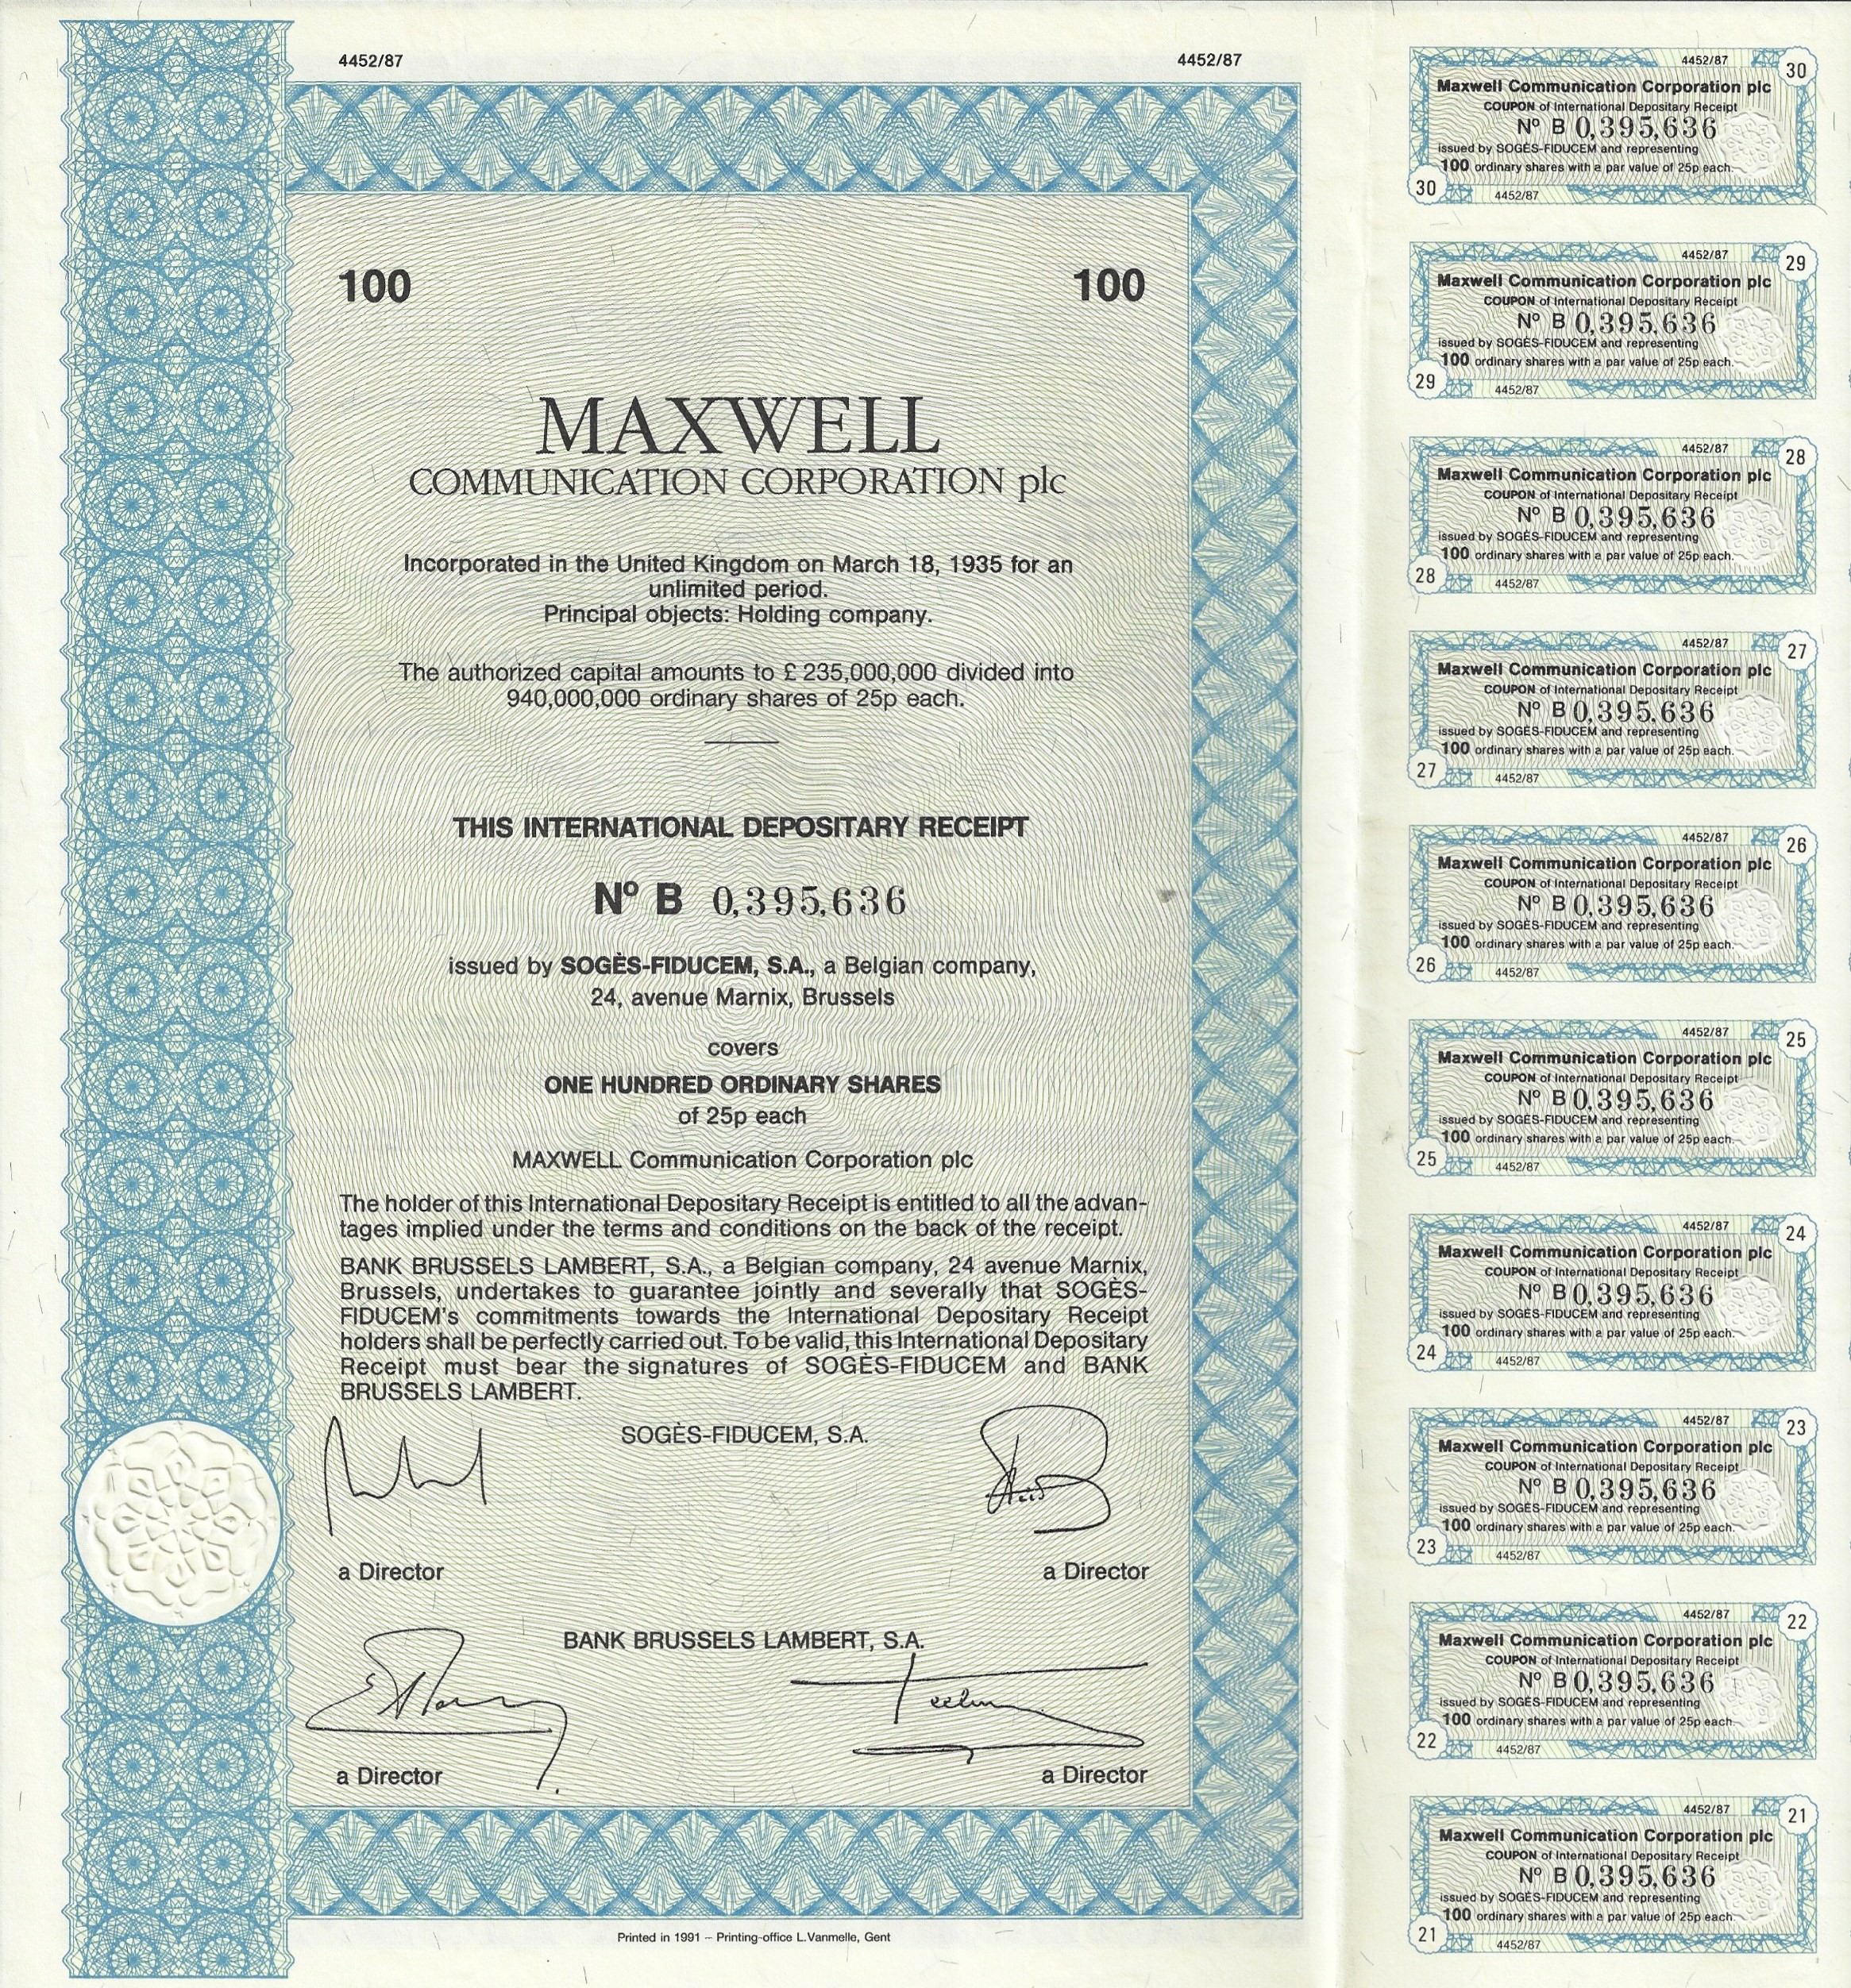 4452/87 4452/87
100 100
MAXWELL
COMMUNICATION CORPORATION plc
Incorporated in the United Kingdom on March 18, 1935 for an
unlimited period.
Principal objects: Holding company.
The authorized capital amounts to £ 235,000,000 divided into
940,000,000 ordinary shares of 25p each.
THIS INTERNATIONAL DEPOSITARY RECEIPT
Nº B 0,395,636
issued by SOGÈS-FIDUCEM, S.A., a Belgian company,
24, avenue Marnix, Brussels
covers
ONE HUNDRED ORDINARY SHARES
of 25p each
MAXWELL Communication Corporation plc
The holder of this International Depositary Receipt is entitled to all the advan-
tages implied under the terms and conditions on the back of the receipt.
BANK BRUSSELS LAMBERT, S.A., a Belgian company, 24 avenue Marnix,
Brussels, undertakes to guarantee jointly and severally that SOGÈS-
FIDUCEM's commitments towards the International Depositary Receipt
holders shall be perfectly carried out. To be valid, this International Depositary
Receipt must bear the signatures of SOGÈS-FIDUCEM and BANK
BRUSSELS LAMBERT.
SOGÈS-FIDUCEM, S.A.
a Director a Director
BANK BRUSSELS LAMBERT, S.A.
a Director a Director
Printed in 1991 – Printing-office L.Vanmelle, Gent
4452/87 30
Maxwell Communication Corporation plc
COUPON of International Depositary Receipt
Nº B 0,395,636
issued by SOGÈS-FIDUCEM and representing
100 ordinary shares with a par value of 25p each.
30 4452/87
4452/87 29
Maxwell Communication Corporation plc
COUPON of International Depositary Receipt
Nº B 0,395,636
issued by SOGÈS-FIDUCEM and representing
100 ordinary shares with a par value of 25p each.
29 4452/87
4452/87 28
Maxwell Communication Corporation plc
COUPON of International Depositary Receipt
Nº B 0,395,636
issued by SOGÈS-FIDUCEM and representing
100 ordinary shares with a par value of 25p each.
28 4452/87
4452/87 27
Maxwell Communication Corporation plc
COUPON of International Depositary Receipt
Nº B 0,395,636
issued by SOGÈS-FIDUCEM and representing
100 ordinary shares with a par value of 25p each.
27 4452/87
4452/87 26
Maxwell Communication Corporation plc
COUPON of International Depositary Receipt
Nº B 0,395,636
issued by SOGÈS-FIDUCEM and representing
100 ordinary shares with a par value of 25p each.
26 4452/87
4452/87 25
Maxwell Communication Corporation plc
COUPON of International Depositary Receipt
Nº B 0,395,636
issued by SOGÈS-FIDUCEM and representing
100 ordinary shares with a par value of 25p each.
25 4452/87
4452/87 24
Maxwell Communication Corporation plc
COUPON of International Depositary Receipt
Nº B 0,395,636
issued by SOGÈS-FIDUCEM and representing
100 ordinary shares with a par value of 25p each.
24 4452/87
4452/87 23
Maxwell Communication Corporation plc
COUPON of International Depositary Receipt
Nº B 0,395,636
issued by SOGÈS-FIDUCEM and representing
100 ordinary shares with a par value of 25p each.
23 4452/87
4452/87 22
Maxwell Communication Corporation plc
COUPON of International Depositary Receipt
Nº B 0,395,636
issued by SOGÈS-FIDUCEM and representing
100 ordinary shares with a par value of 25p each.
22 4452/87
4452/87 21
Maxwell Communication Corporation plc
COUPON of International Depositary Receipt
Nº B 0,395,636
issued by SOGÈS-FIDUCEM and representing
100 ordinary shares with a par value of 25p each.
21 4452/87